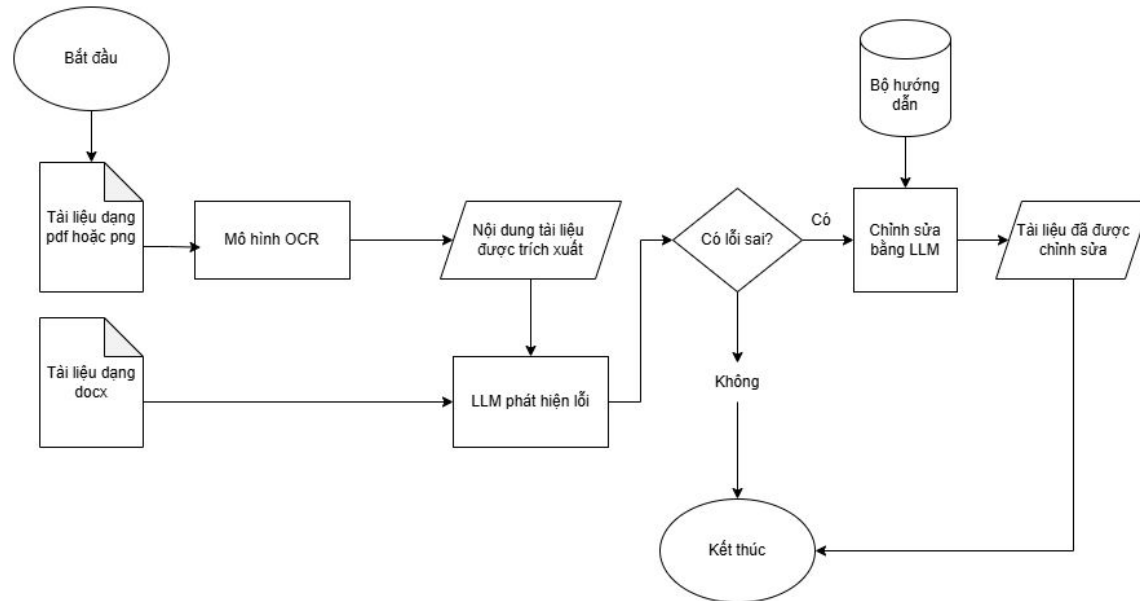 Bắt đầu
Bộ hướng
dẫn
Tài liệu dạng
pdf hoặc png
Mô hình OCR
Nội dung tài liệu
được trích xuất
Có lỗi sai?
Có
Chỉnh sửa
bằng LLM
Tài liệu đã được
chỉnh sửa
Tài liệu dạng
docx
LLM phát hiện lỗi
Không
Kết thúc